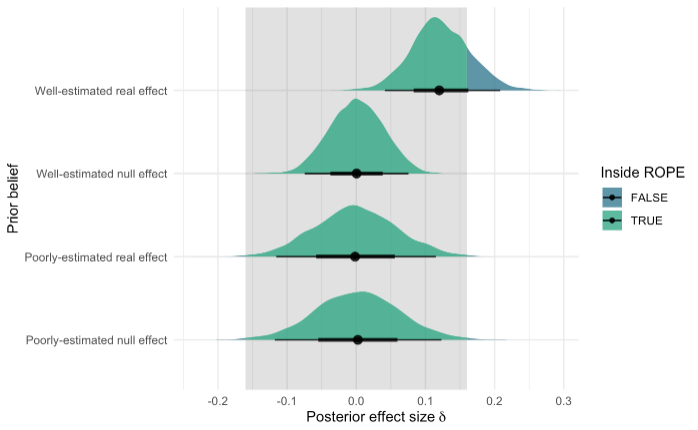 Well-estimated real effect
Well-estimated null effect
Poorly-estimated real effect
Poorly-estimated null effect
Prior belief
-0.2 -0.1 0.0 0.1 0.2 0.3
Posterior effect size δ
Inside ROPE
FALSE
TRUE